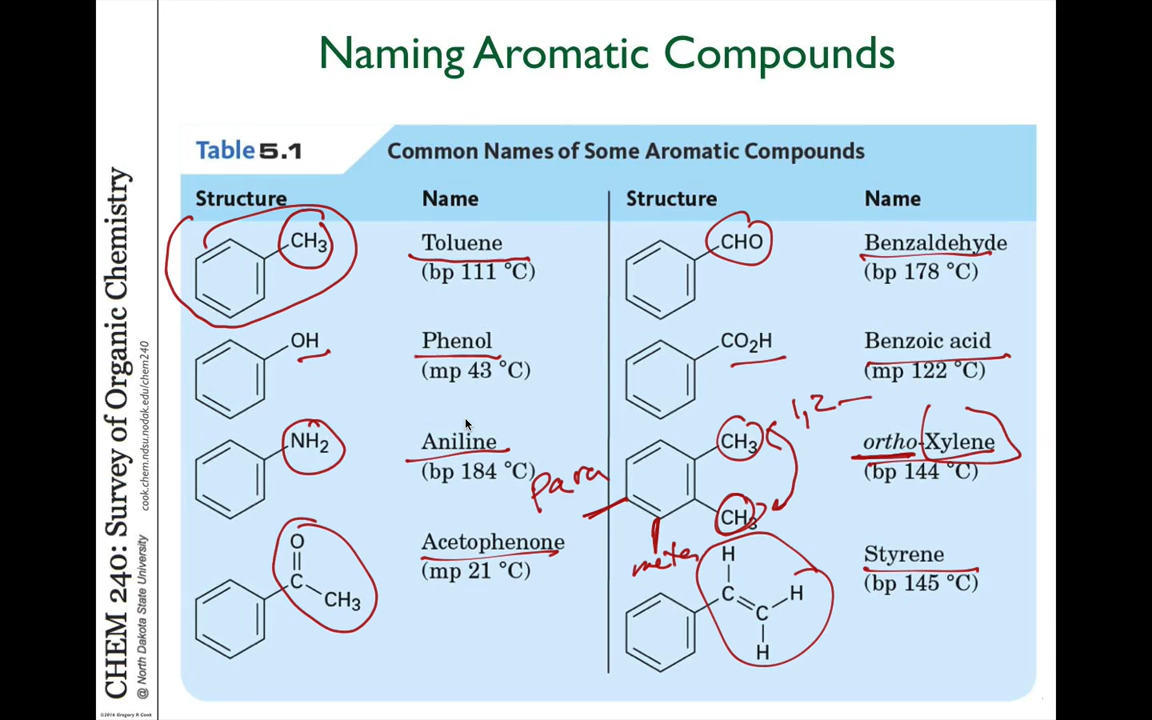 Naming Aromatic Compounds
CHEM 240: Survey of Organic Chemistry
@ North Dakota State University
cook.chem.ndsu.nodak.edu/chem240
©2016 Gregory R Cook
Table 5.1 Common Names of Some Aromatic Compounds
Structure Name Structure Name
CH3 Toluene
(bp 111 °C)
CHO Benzaldehyde
(bp 178 °C)
OH Phenol
(mp 43 °C)
CO2H Benzoic acid
(mp 122 °C)
1,2-
NH2 Aniline
(bp 184 °C)
para
CH3
CH3
ortho-Xylene
(bp 144 °C)
meta
O
C
CH3
Acetophenone
(mp 21 °C)
H
C
H
C
H
Styrene
(bp 145 °C)